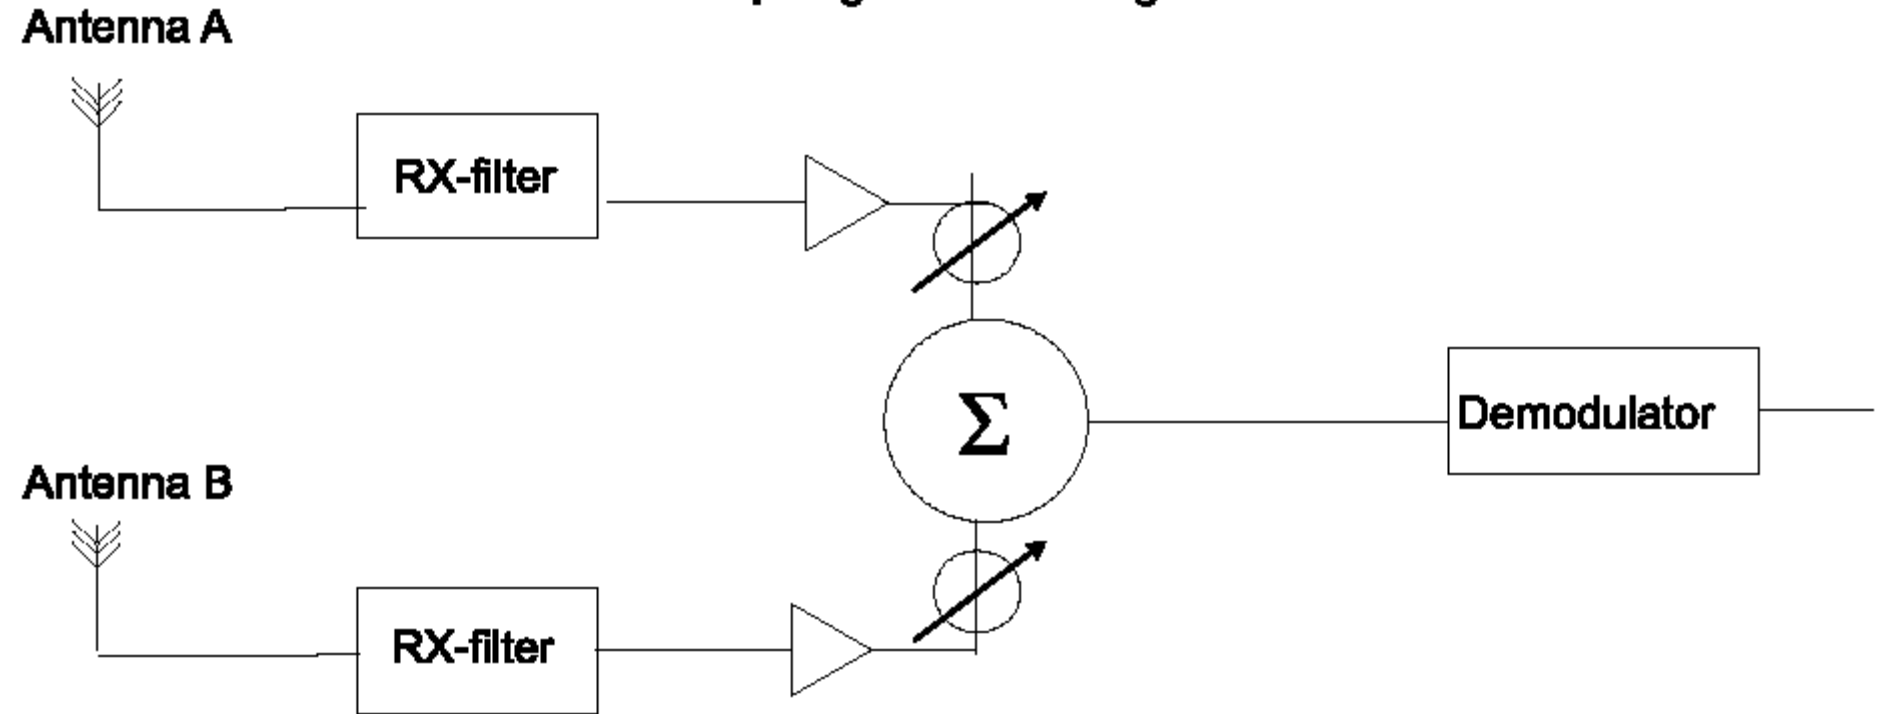 Antenna A
RX-filter
Σ
Demodulator
Antenna B
RX-filter